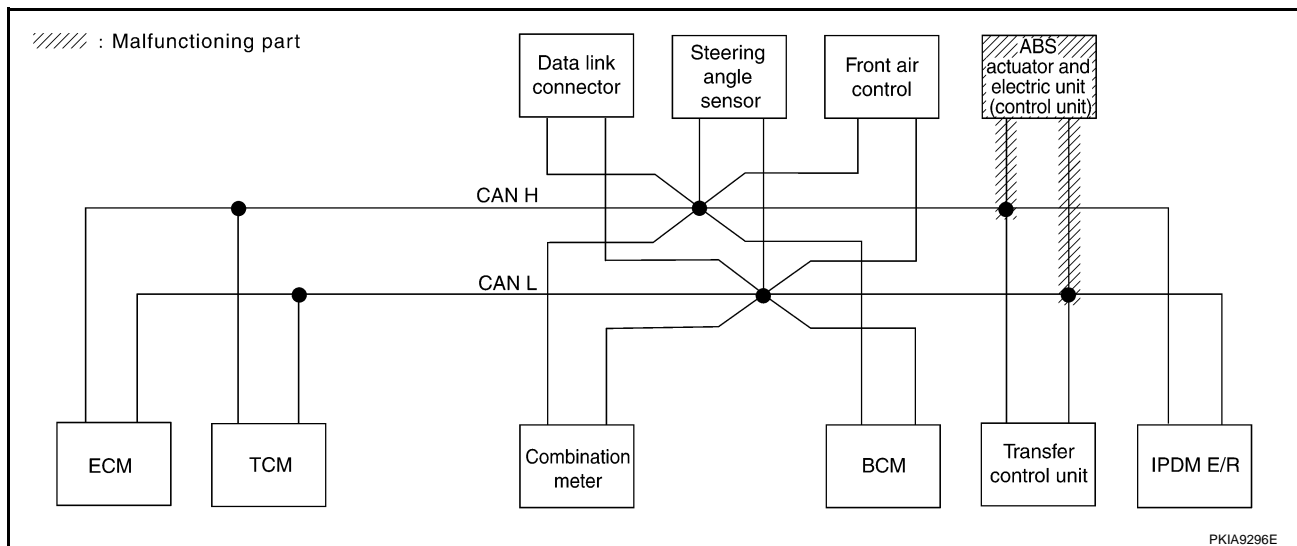 : Malfunctioning part
Data link
connector
Steering
angle
sensor
Front air
control
ABS
actuator and
electric unit
(control unit)
CAN H
CAN L
ECM
TCM
Combination
meter
BCM
Transfer
control unit
IPDM E/R
PKIA9296E